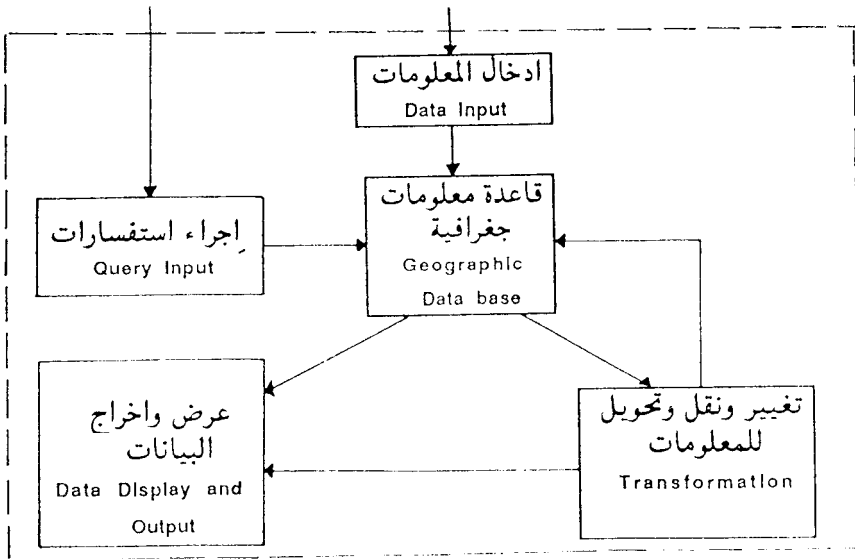 ادخال المعلومات
Data Input
قاعدة معلومات
جغرافية
Geographic
Data base
إجراء استفسارات
Query Input
عرض واخراج
البيانات
Data Display and
Output
تغيير ونقل وتحويل
للمعلومات
Transformation